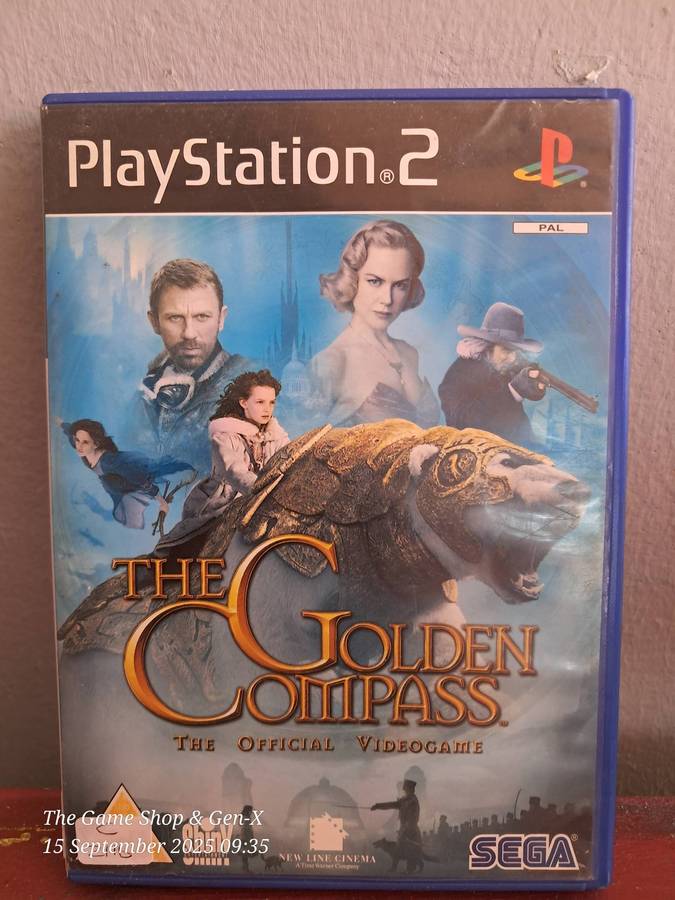 PlayStation®2
PAL
THE GOLDEN
COMPASS™
THE OFFICIAL VIDEOGAME
The Game Shop & Gen-X
15 September 2025 09:35
NEW LINE CINEMA
A Time Warner Company
SEGA®